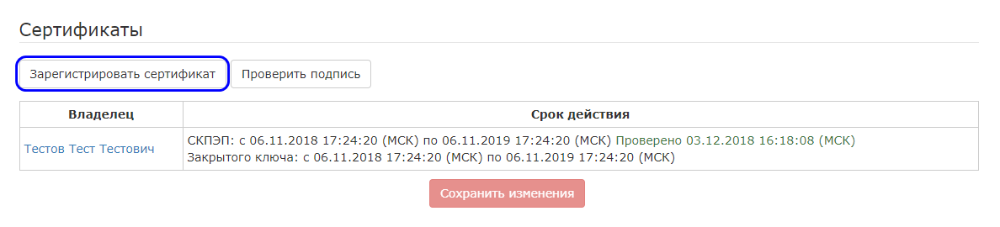 Сертификаты
Зарегистрировать сертификат Проверить подпись
Владелец Срок действия
Тестов Тест Тестович СКПЭП: с 06.11.2018 17:24:20 (МСК) по 06.11.2019 17:24:20 (МСК) Проверено 03.12.2018 16:18:08 (МСК)
Закрытого ключа: с 06.11.2018 17:24:20 (МСК) по 06.11.2019 17:24:20 (МСК)
Сохранить изменения